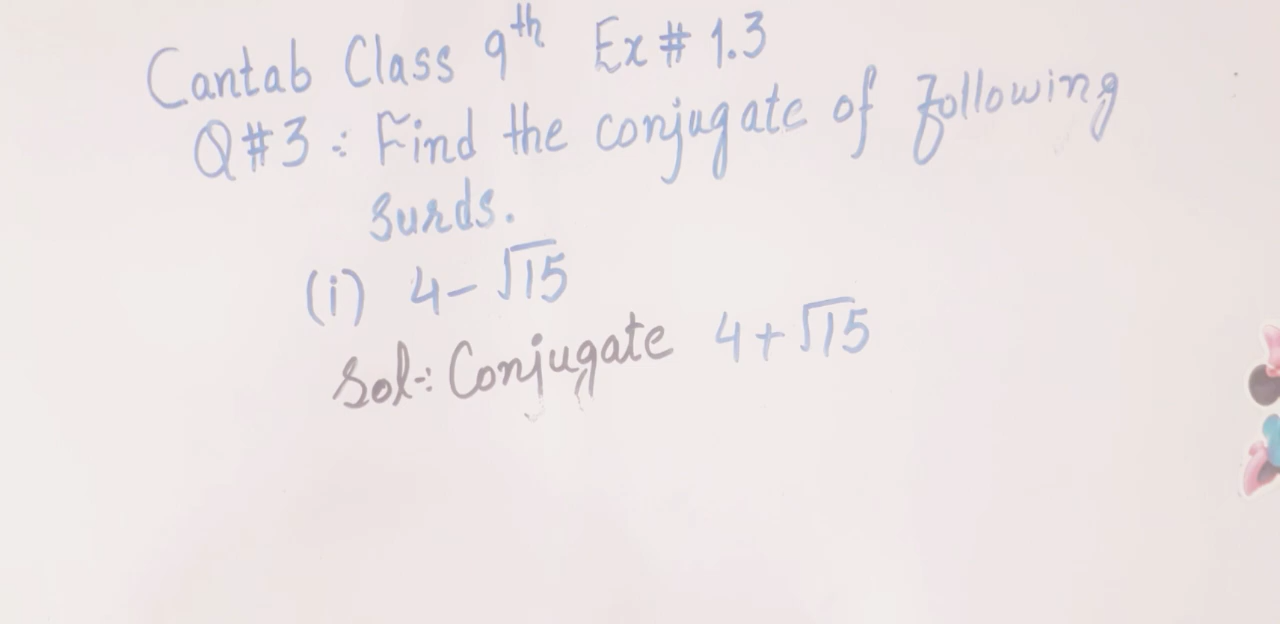 Cantab Class 9th Ex# 1.3
Q#3: Find the conjugate of following
surds.
(i) 4-√15
Sol-: Conjugate 4+√15